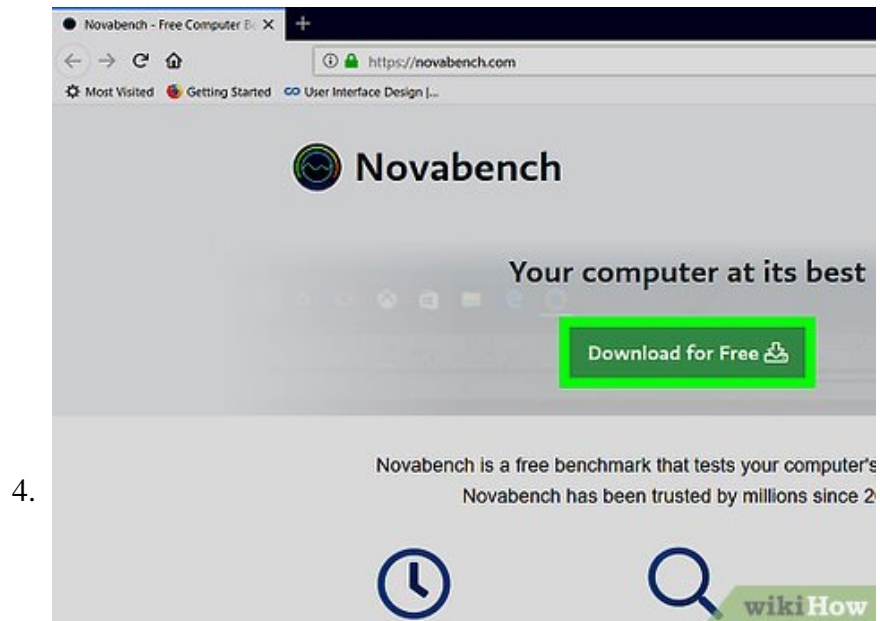 Novabench - Free Computer Be
https://novabench.com
Most Visited Getting Started User Interface Design |...
Novabench
Your computer at its best
Download for Free
Novabench is a free benchmark that tests your computer's
4.
Novabench has been trusted by millions since 2
wikiHow